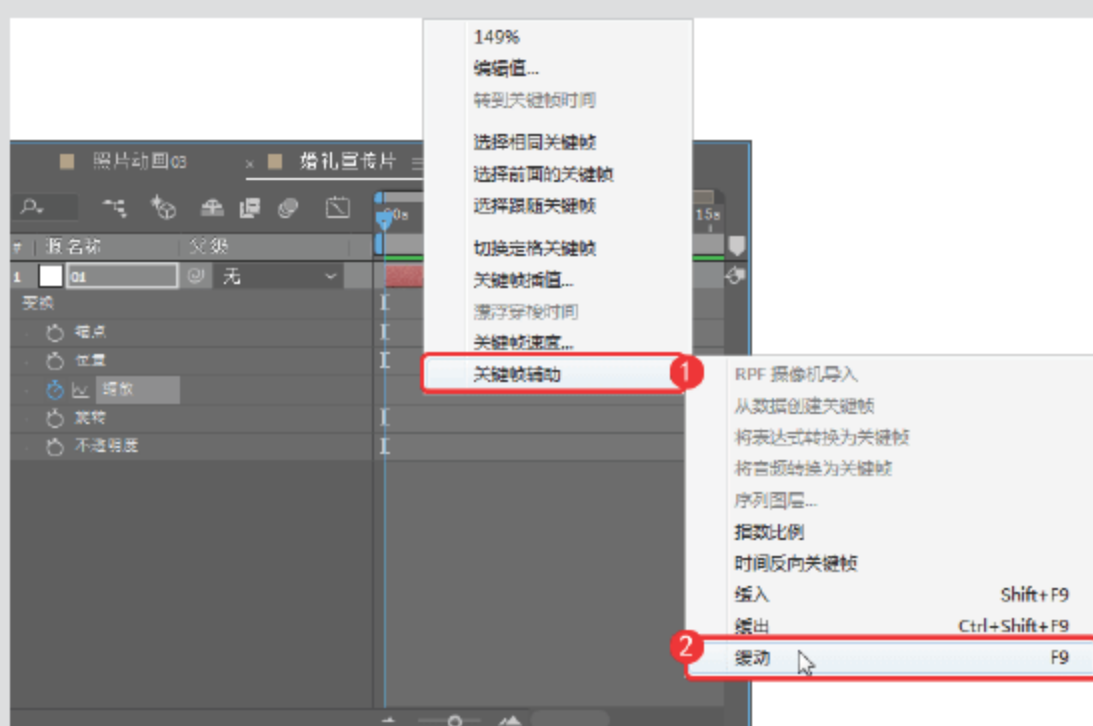 149%
编辑值...
转到关键帧时间
选择相同关键帧
选择前面的关键帧
选择跟随关键帧
切换定格关键帧
关键帧插值...
漂浮穿梭时间
关键帧速度...
关键帧辅助
1
照片动画03
× 婚礼宣传片
00s
15s
# 源名称 父级
1 01 无
变换
锚点
位置
缩放
旋转
不透明度
RPF 摄像机导入
从数据创建关键帧
将表达式转换为关键帧
将音频转换为关键帧
序列图层...
指数比例
时间反向关键帧
缓入 Shift+F9
缓出 Ctrl+Shift+F9
2
缓动 F9